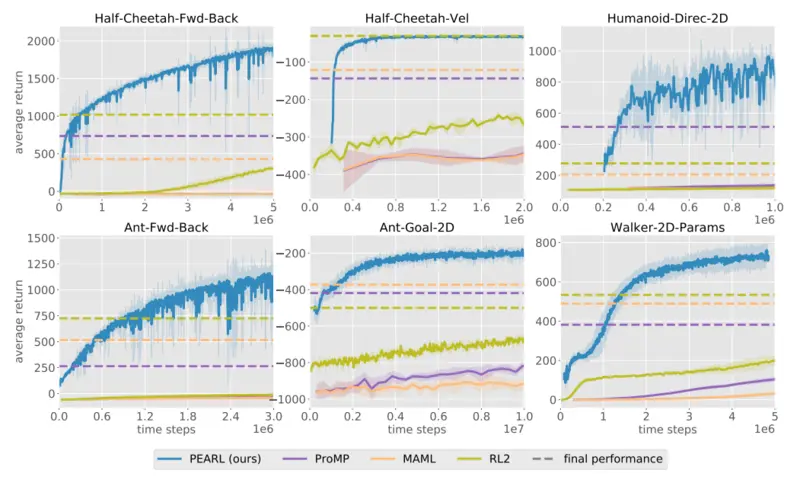 Half-Cheetah-Fwd-Back Half-Cheetah-Vel Humanoid-Direc-2D
average return
2000
1500
1000
500
0
0 1 2 3 4 5
1e6
−100
−200
−300
−400
0.0 0.4 0.8 1.2 1.6 2.0
1e6
1000
800
600
400
200
0.0 0.2 0.4 0.6 0.8 1.0
1e6
Ant-Fwd-Back Ant-Goal-2D Walker-2D-Params
average return
1500
1250
1000
750
500
250
0
0.0 0.6 1.2 1.8 2.4 3.0
time steps 1e6
−200
−400
−600
−800
−1000
0.0 0.2 0.4 0.6 0.8 1.0
time steps 1e7
800
600
400
200
0
0 1 2 3 4 5
time steps 1e6
PEARL (ours) ProMP MAML RL2 final performance